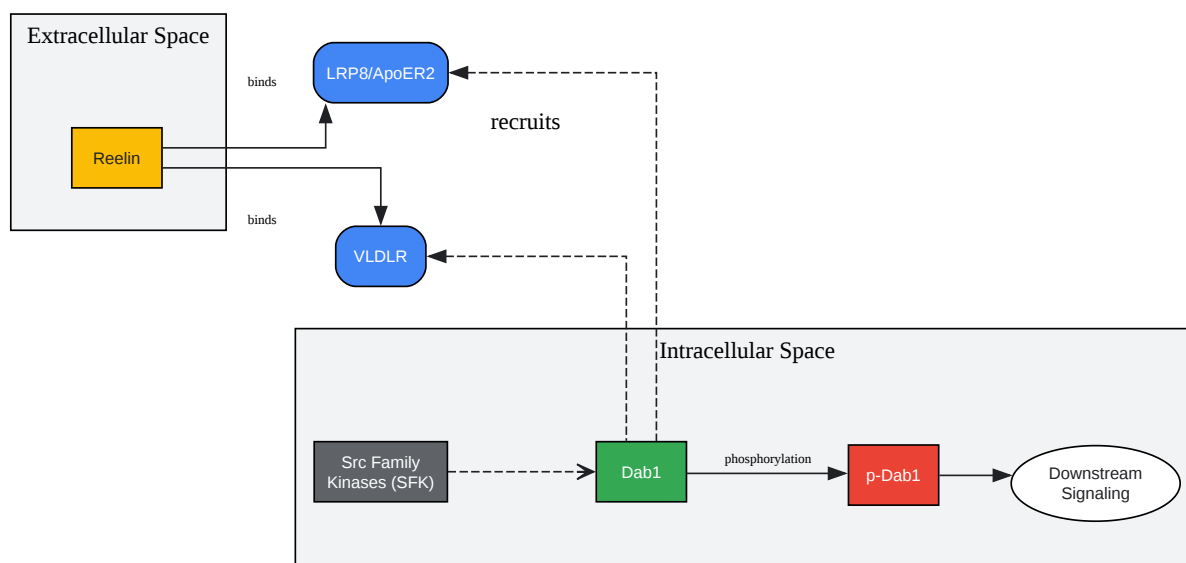 Extracellular Space
LRP8/ApoER2
binds
recruits
Reelin
binds
VLDLR
Intracellular Space
Src Family
Kinases (SFK)
Dab1
phosphorylation
p-Dab1
Downstream
Signaling